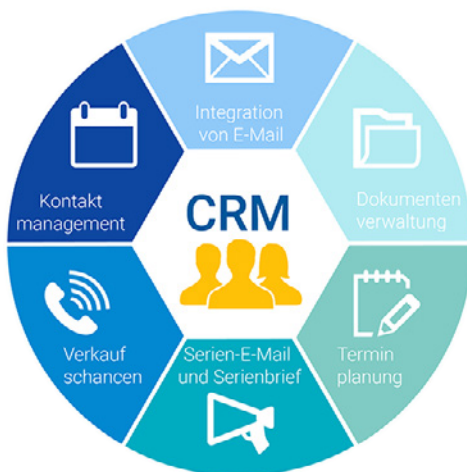 Integration
von E-Mail
Kontakt
management
Dokumenten
verwaltung
CRM
Verkauf
schancen
Serien-E-Mail
und Serienbrief
Termin
planung